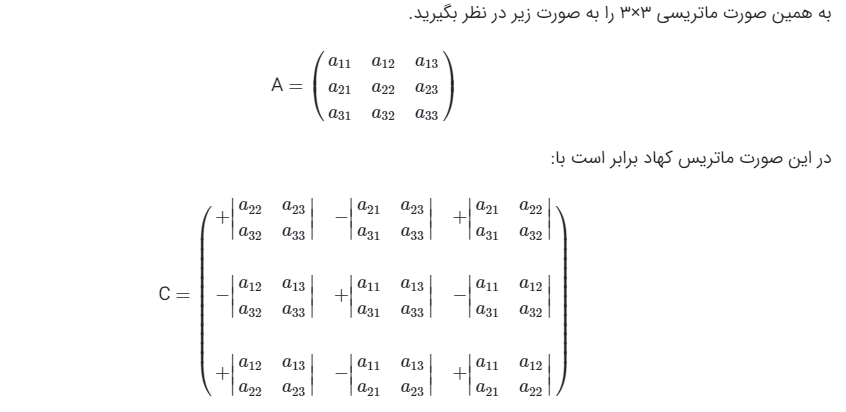 به همین صورت ماتریسی ۳×۳ را به صورت زیر در نظر بگیرید.
a11 a12 a13
A = a21 a22 a23
a31 a32 a33
در این صورت ماتریس کهاد برابر است با:
+|a22 a23| −|a21 a23| +|a21 a22|
|a32 a33| |a31 a33| |a31 a32|
C = −|a12 a13| +|a11 a13| −|a11 a12|
|a32 a33| |a31 a33| |a31 a32|
+|a12 a13| −|a11 a13| +|a11 a12|
|a22 a23| |a21 a23| |a21 a22|